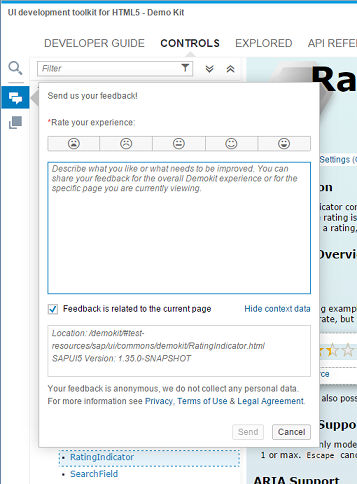 UI development toolkit for HTML5 - Demo Kit
DEVELOPER GUIDE CONTROLS EXPLORED API REFE
Filter
Ra
Send us your feedback!
*Rate your experience:
Settings (C
Describe what you like or what needs to be improved. You can
share your feedback for the overall Demokit experience or for the
specific page you are currently viewing.
on
dicator con
e rating is
a rating,
Overvie
ng examp
rate, but
Feedback is related to the current page Hide context data
Location: /demokit/#test-
resources/sap/ui/commons/demokit/RatingIndicator.html
SAPUI5 Version: 1.35.0-SNAPSHOT
rce
Your feedback is anonymous, we do not collect any personal data.
For more information see Privacy, Terms of Use & Legal Agreement.
also pos
Suppo
Send Cancel
only mode
RatingIndicator
1 or max. Escape cand
SearchField
ARIA Support